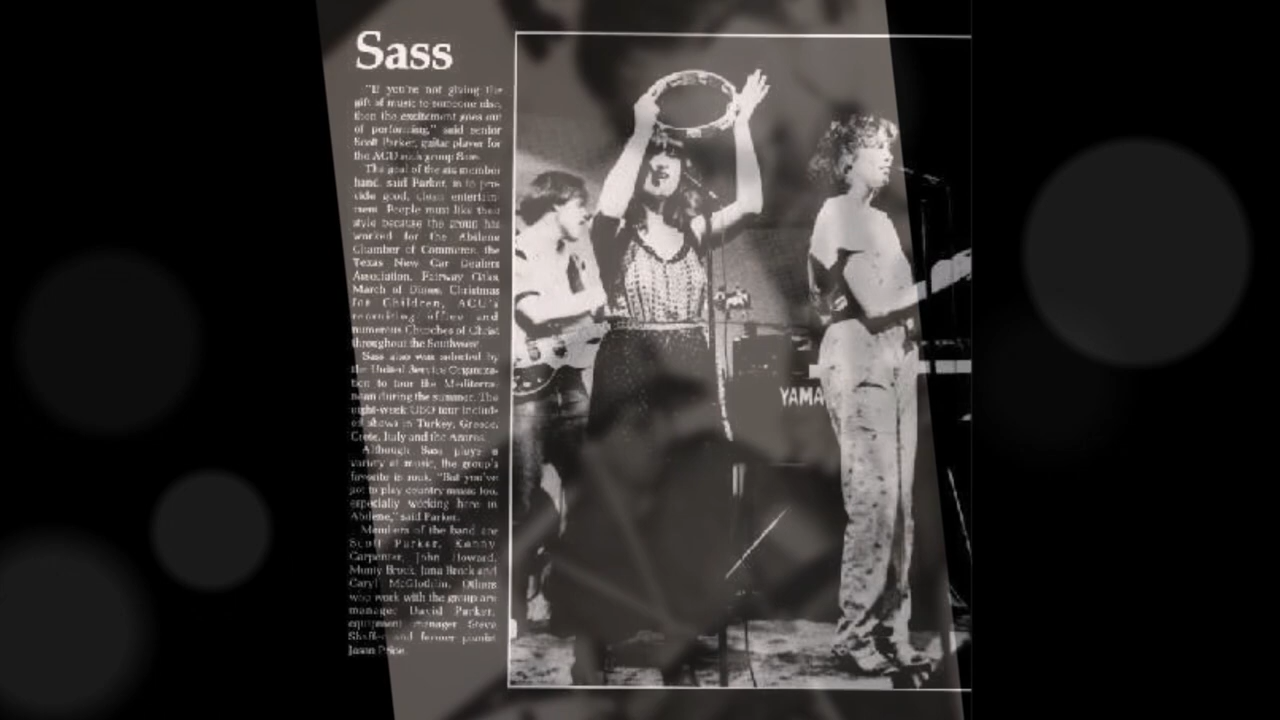 Sass
"If you're not giving the
gift of music to someone else,
then the excitement goes out
of performing," said senior
Scott Parker, guitar player for
the ACU rock group Sass.
The goal of the six member
band, said Parker, is to pro-
vide good, clean entertain-
ment. People must like their
style because the group has
worked for the Abilene
Chamber of Commerce, the
Texas New Car Dealers
Association, Fairway Oaks,
March of Dimes, Christmas
for Children, ACU's
recruiting office and
numerous Churches of Christ
throughout the Southwest.
Sass also was selected by
the United Service Organiza-
tion to tour the Mediterra-
nean during the summer. The
eight-week USO tour includ-
ed shows in Turkey, Greece,
Crete, Italy and the Azores.
Although Sass plays a
variety of music, the group's
favorite is rock. "But you've
got to play country music too,
especially working here in
Abilene," said Parker.
Members of the band are
Scott Parker, Kenny
Carpenter, John Howard,
Monty Brock, Jana Brock and
Caryl McGlothlin. Others
who work with the group are
manager David Parker,
equipment manager Steve
and former pianist
Jason Price.
YAMA